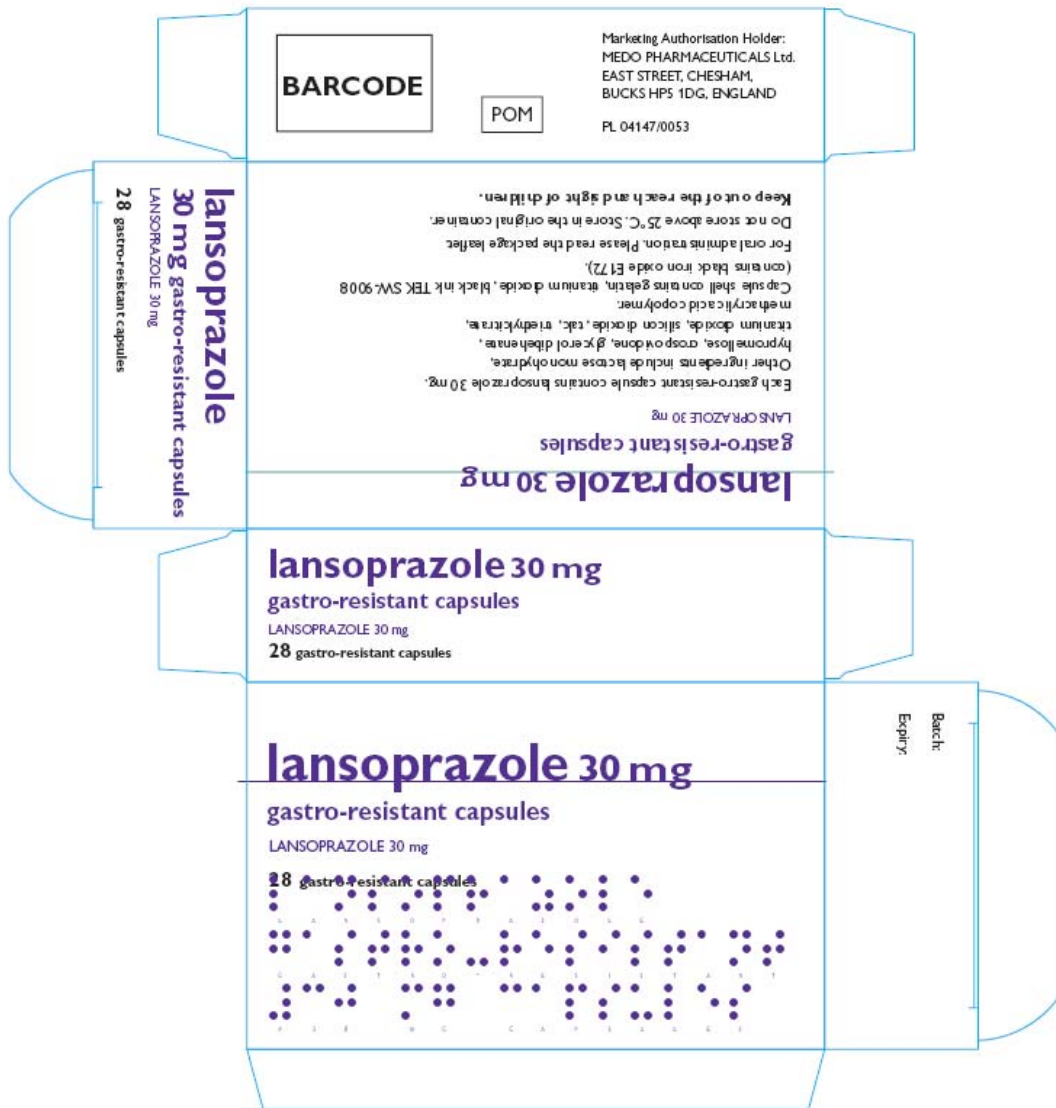 BARCODE
POM
Marketing Authorisation Holder:
MEDO PHARMACEUTICALS Ltd.
EAST STREET, CHESHAM,
BUCKS HP5 1DG, ENGLAND
PL 04147/0053
lansoprazole
30 mg gastro-resistant capsules
LANSOPRAZOLE 30 mg
28 gastro-resistant capsules
lansoprazole 30 mg
gastro-resistant capsules
LANSOPRAZOLE 30 mg
Each gastro-resistant capsule contains lansoprazole 30 mg.
Other ingredients include lactose monohydrate,
hypromellose, crospovidone, glycerol dibehenate,
titanium dioxide, silicon dioxide, talc, triethylcitrate,
methacrylic acid copolymer.
Capsule shell contains gelatin, titanium dioxide, black ink TEK SW-9008
(contains black iron oxide E172).
For oral administration. Please read the package leaflet
Do not store above 25°C. Store in the original container.
Keep out of the reach and sight of children.
lansoprazole 30 mg
gastro-resistant capsules
LANSOPRAZOLE 30 mg
28 gastro-resistant capsules
Batch:
Expiry:
lansoprazole 30 mg
gastro-resistant capsules
LANSOPRAZOLE 30 mg
28 gastro-resistant capsules